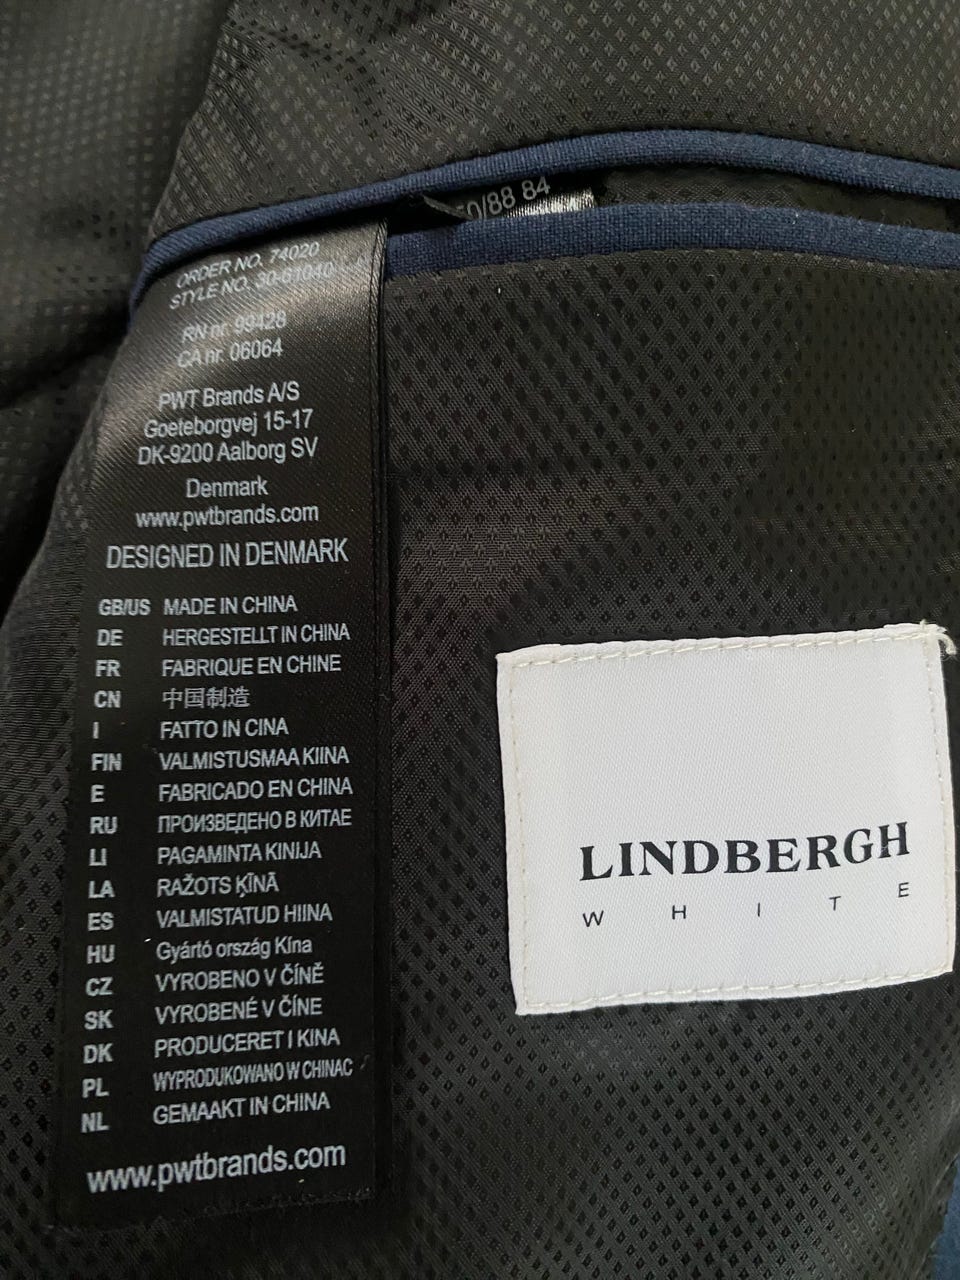 50/88 84
ORDER NO. 74020
STYLE NO. 30-61040
RN nr. 99428
CA nr. 06064
PWT Brands A/S
Goeteborgvej 15-17
DK-9200 Aalborg SV
Denmark
www.pwtbrands.com
DESIGNED IN DENMARK
GB/US MADE IN CHINA
DE HERGESTELLT IN CHINA
FR FABRIQUE EN CHINE
CN 中国制造
I FATTO IN CINA
FIN VALMISTUSMAA KIINA
E FABRICADO EN CHINA
RU ПРОИЗВЕДЕНО В КИТАЕ
LI PAGAMINTA KINIJA
LA RAŽOTS ĶĪNĀ
ES VALMISTATUD HIINA
HU Gyártó ország Kína
CZ VYROBENO V ČÍNĚ
SK VYROBENÉ V ČÍNE
DK PRODUCERET I KINA
PL WYPRODUKOWANO W CHINAC
NL GEMAAKT IN CHINA
www.pwtbrands.com
LINDBERGH
WHITE